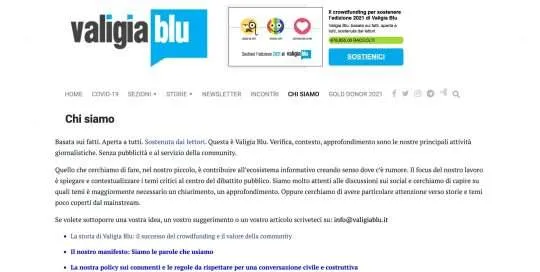 valigia blu
Il crowdfunding per sostenere
l'edizione 2021 di Valigia Blu
Valigia Blu, basata sui fatti, aperta a
tutti, sostenuta dai lettori.
RACCOLTI
SOSTIENICI
valigia blu
HOME COVID-19 SEZIONI STORIE NEWSLETTER INCONTRI CHI SIAMO GOLD DONOR 2021
Chi siamo
Basata sui fatti. Aperta a tutti. Sostenuta dai lettori. Questa è Valigia Blu. Verifica, contesto, approfondimento sono le nostre principali attività
giornalistiche. Senza pubblicità e al servizio della community.
Quello che cerchiamo di fare, nel nostro piccolo, è contribuire all'ecosistema informativo creando senso dove c'è rumore. Il focus del nostro lavoro
è spiegare e contestualizzare i temi critici al centro del dibattito pubblico. Siamo molto attenti alle discussioni sui social e cerchiamo di capire su
quali temi è maggiormente necessario un chiarimento, un approfondimento. Oppure cerchiamo di avere particolare attenzione verso storie e temi
poco coperti dal mainstream.
Se volete sottoporre una vostra idea, un vostro suggerimento o un vostro articolo scriveteci su: info@valigiablu.it
La storia di Valigia Blu: il successo del crowdfunding e il valore della community
Il nostro manifesto: Siamo le parole che usiamo
La nostra policy sui commenti e le regole da rispettare per una conversazione civile e costruttiva